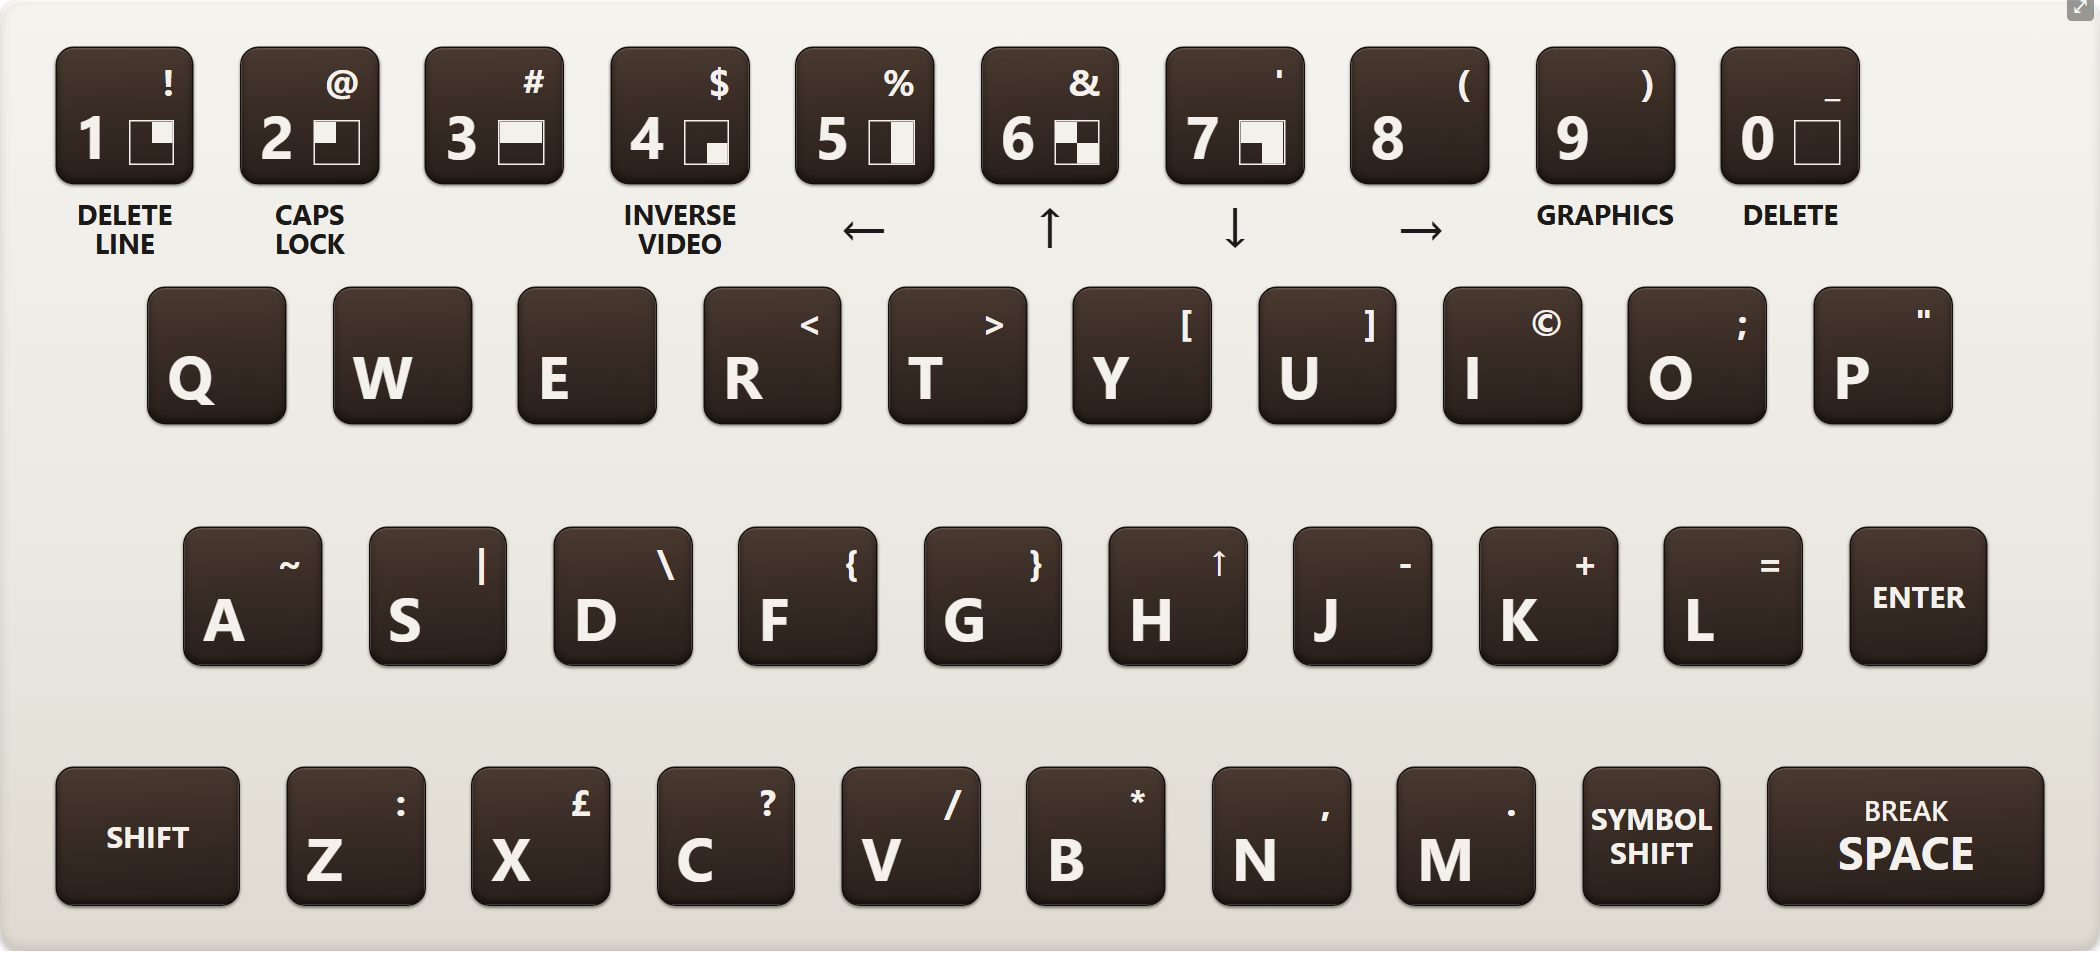 ! @ # $ % & ' ( ) _
1 2 3 4 5 6 7 8 9 0
DELETE LINE CAPS LOCK INVERSE VIDEO ← ↑ ↓ → GRAPHICS DELETE
< > [ ] © ; "
Q W E R T Y U I O P
~ | \ { } ↑ - + =
A S D F G H J K L ENTER
: £ ? / * , .
SHIFT Z X C V B N M SYMBOL SHIFT BREAK SPACE